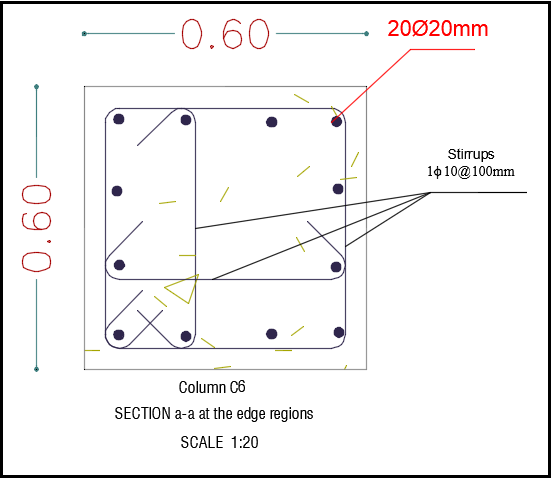 0.60
20Ø20mm
0.60
Stirrups
1ϕ10@100mm
Column C6
SECTION a-a at the edge regions
SCALE 1:20